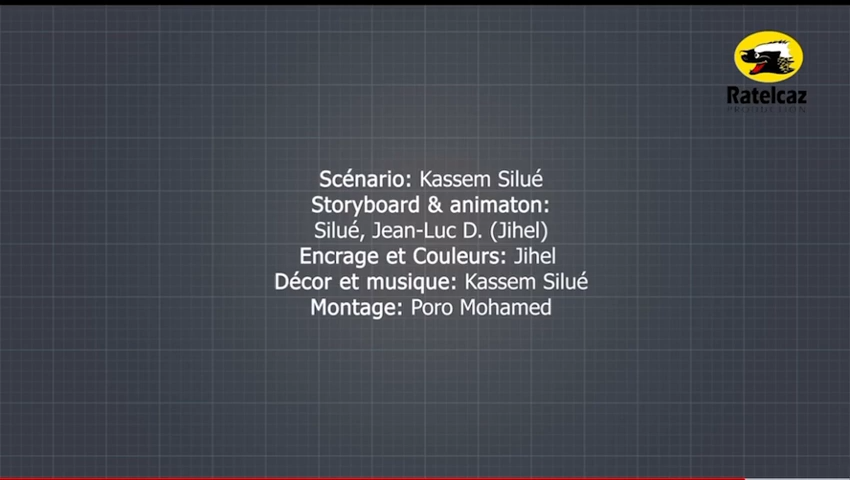 Ratelcaz
PRODUCTION
Scénario: Kassem Silué
Storyboard & animaton:
Silué, Jean-Luc D. (Jihel)
Encrage et Couleurs: Jihel
Décor et musique: Kassem Silué
Montage: Poro Mohamed